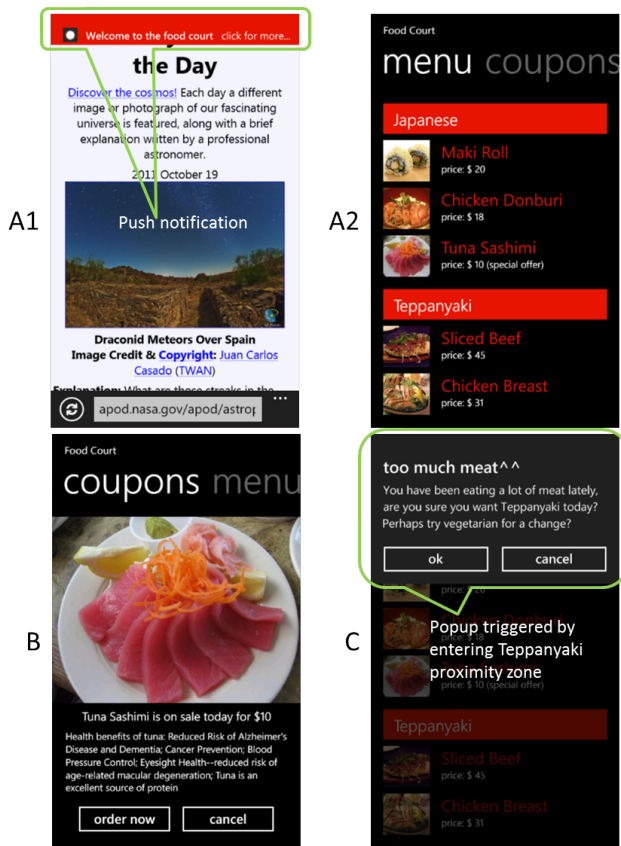 Welcome to the food court click for more...
the Day
Discover the cosmos! Each day a different
image or photograph of our fascinating
universe is featured, along with a brief
explanation written by a professional
astronomer.
2011 October 19
A1
Push notification
Draconid Meteors Over Spain
Image Credit & Copyright: Juan Carlos
Casado (TWAN)
Explanation: What are those streaks in the
apod.nasa.gov/apod/astrop
...
A2
Food Court
menu coupons
Japanese
Maki Roll
price: $ 20
Chicken Donburi
price: $ 18
Tuna Sashimi
price: $ 10 (special offer)
Teppanyaki
Sliced Beef
price: $ 45
Chicken Breast
price: $ 31
B
Food Court
coupons menu
Tuna Sashimi is on sale today for $10
Health benefits of tuna: Reduced Risk of Alzheimer's
Disease and Dementia; Cancer Prevention; Blood
Pressure Control; Eyesight Health--reduced risk of
age-related macular degeneration; Tuna is an
excellent source of protein
order now cancel
C
too much meat^^
You have been eating a lot of meat lately,
are you sure you want Teppanyaki today?
Perhaps try vegetarian for a change?
ok cancel
price: $ 20
Chicken Donburi
price: $ 18
Popup triggered by
entering Teppanyaki
proximity zone
Tuna Sashimi
price: $ 10 (special offer)
Teppanyaki
Sliced Beef
price: $ 45
Chicken Breast
price: $ 31